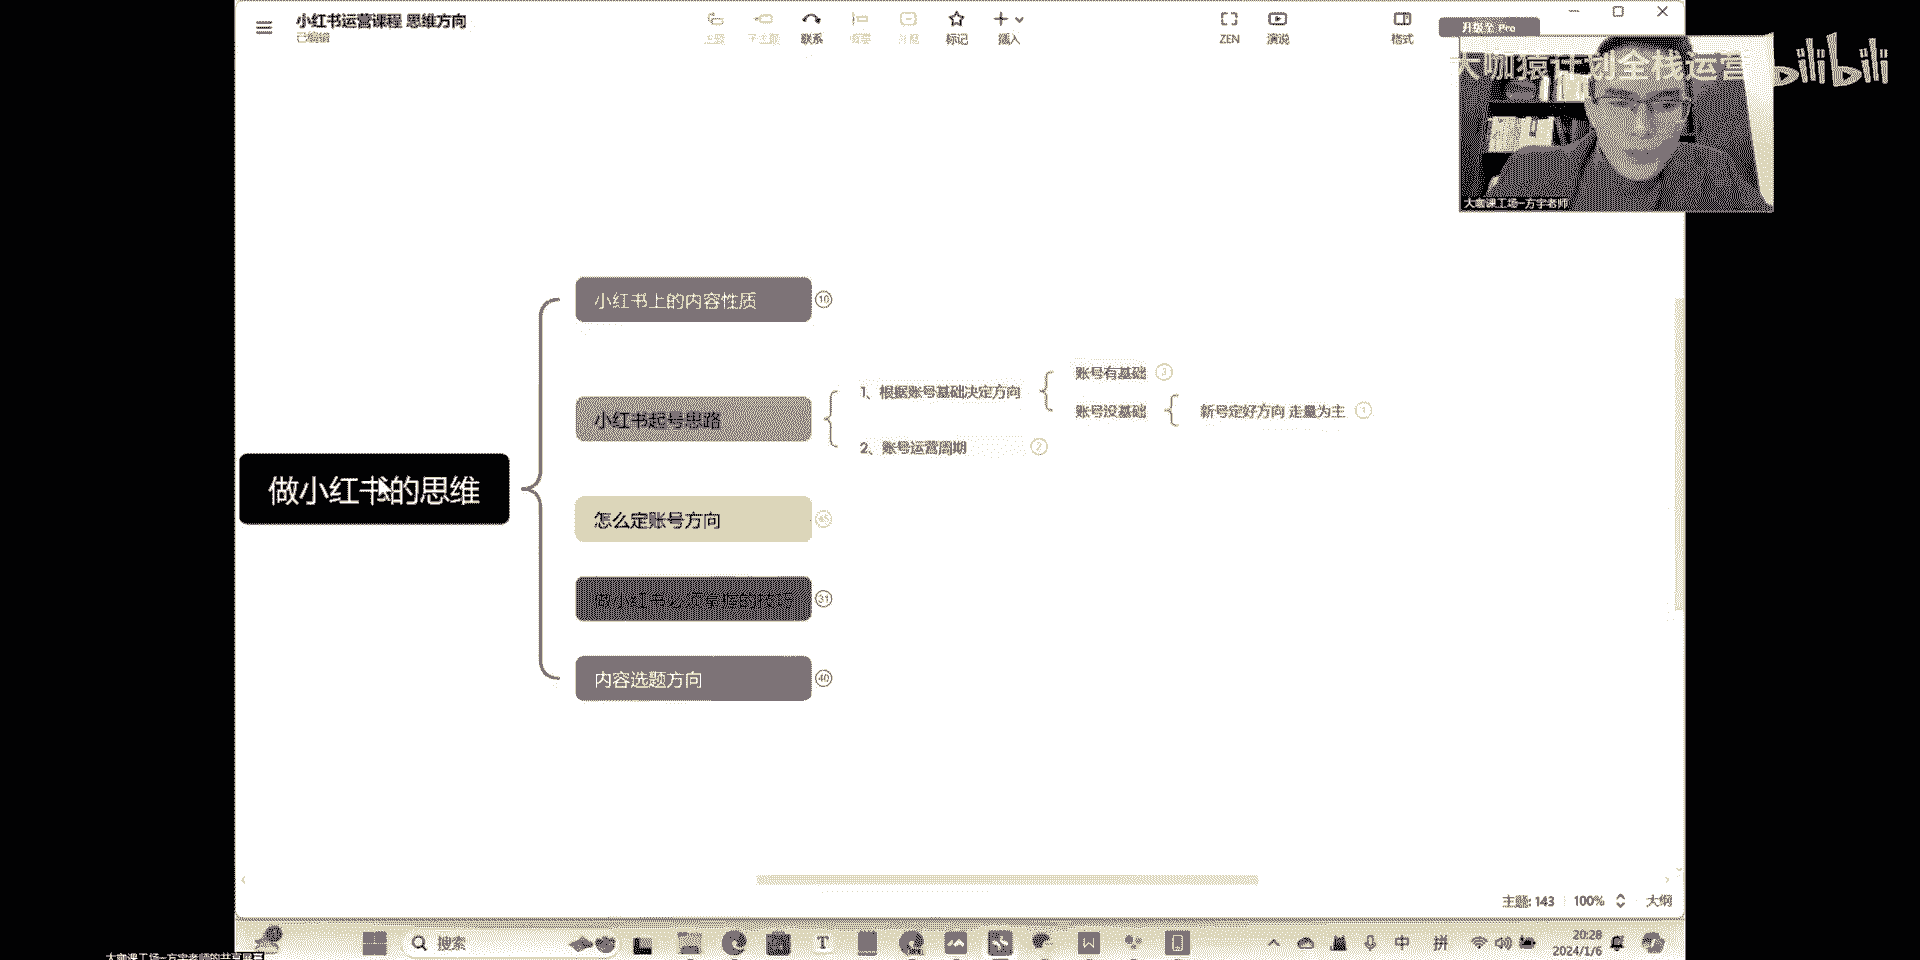 小红书运营课程 思维方向
已编辑
主题
子主题
联系
概要
外框
标记
插入
ZEN
演说
格式
升级至 Pro
大咖猿计划全栈运营
bilibili
大咖课工场-方宇老师
小红书上的内容性质
10
1、根据账号基础决定方向
账号有基础
3
小红书起号思路
账号没基础
新号定好方向 走量为主
2、账号运营周期
2
做小红书的思维
怎么定账号方向
做小红书必须掌握的技巧
31
内容选题方向
40
主题: 143
100%
大纲
搜索
中
拼
20:28
2024/1/6
大咖课工场-方宇老师的共享屏幕